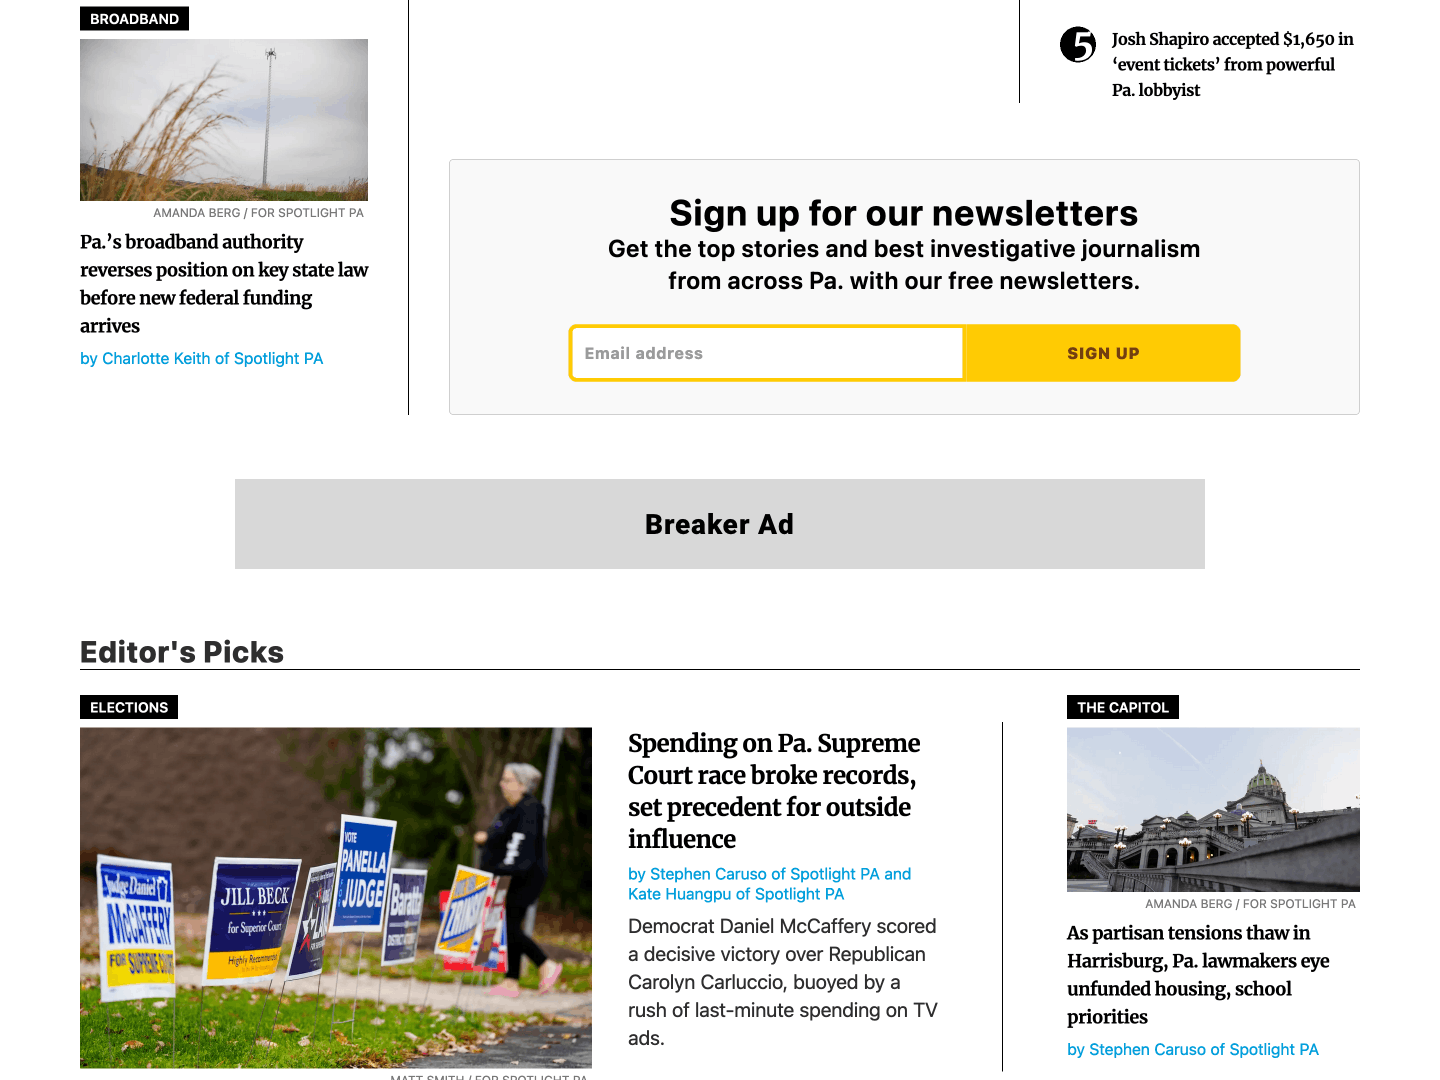 BROADBAND
AMANDA BERG / FOR SPOTLIGHT PA
Pa.’s broadband authority
reverses position on key state law
before new federal funding
arrives
by Charlotte Keith of Spotlight PA
5
Josh Shapiro accepted $1,650 in
‘event tickets’ from powerful
Pa. lobbyist
Sign up for our newsletters
Get the top stories and best investigative journalism
from across Pa. with our free newsletters.
Email address
SIGN UP
Breaker Ad
Editor's Picks
ELECTIONS
Judge Daniel
McCAFFERY
FOR SUPREME COURT
JILL BECK
for Superior Court
Highly Recommended
VOTE
PANELLA
JUDGE
Baratta
MATT SMITH / FOR SPOTLIGHT PA
Spending on Pa. Supreme
Court race broke records,
set precedent for outside
influence
by Stephen Caruso of Spotlight PA and
Kate Huangpu of Spotlight PA
Democrat Daniel McCaffery scored
a decisive victory over Republican
Carolyn Carluccio, buoyed by a
rush of last-minute spending on TV
ads.
THE CAPITOL
AMANDA BERG / FOR SPOTLIGHT PA
As partisan tensions thaw in
Harrisburg, Pa. lawmakers eye
unfunded housing, school
priorities
by Stephen Caruso of Spotlight PA